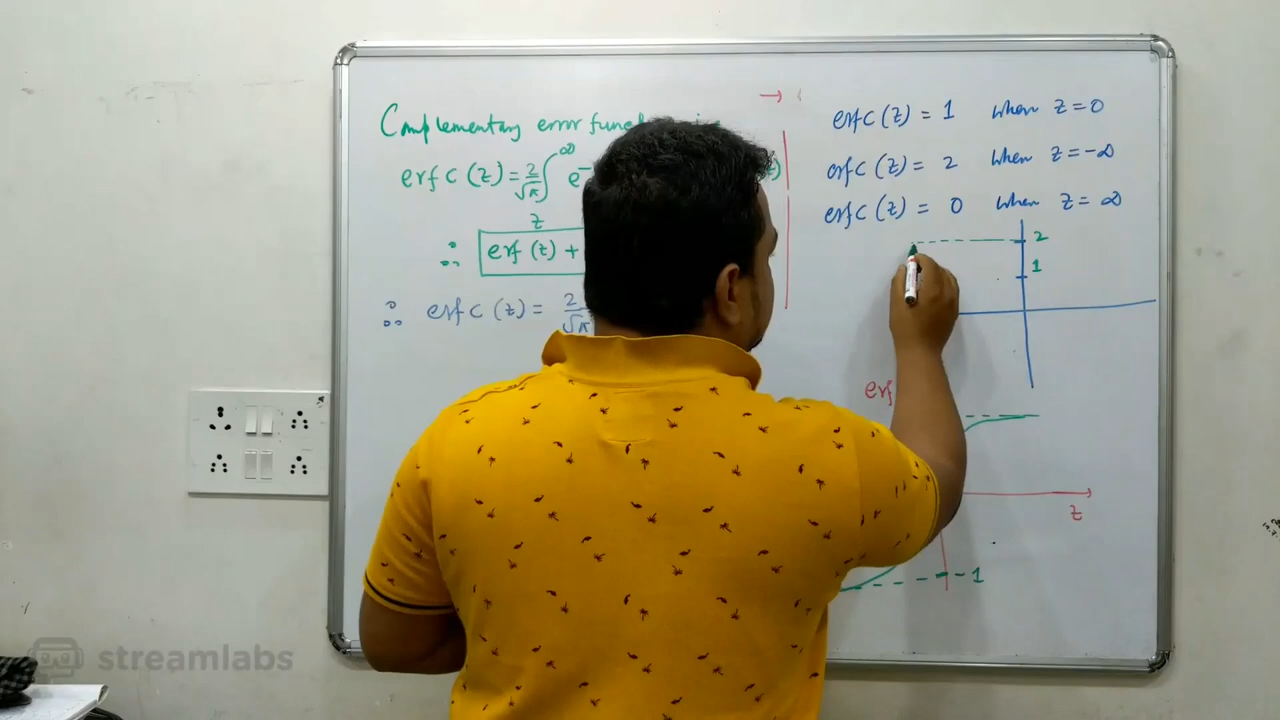 Complementary error func
erfc (z) = 2/√π ∫ z ∞ e-
z)
∴ erf (z) +
∴ erfc (z) = 2/√π
→
erfc (z) = 1 when z = 0
erfc (z) = 2 when z = -∞
erfc (z) = 0 when z = ∞
2
1
erf
z
-1
streamlabs